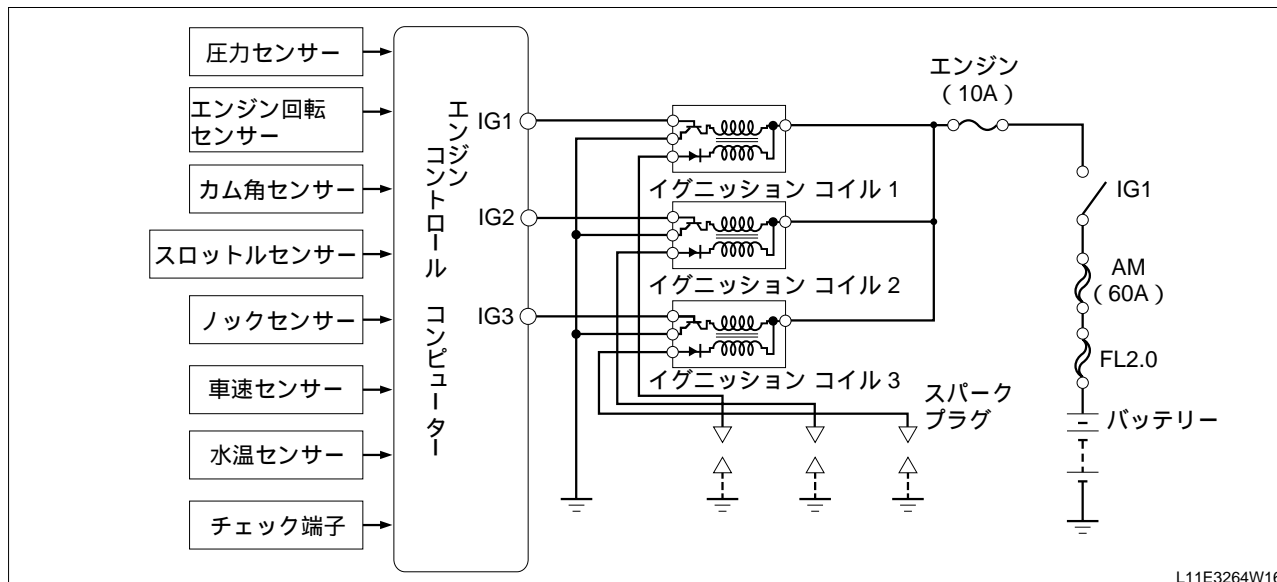 圧力センサー
エンジン回転
センサー
カム角センサー
スロットルセンサー
ノックセンサー
車速センサー
水温センサー
チェック端子
エンジン
コントロール
コンピューター
IG1
IG2
IG3
イグニッション コイル 1
イグニッション コイル 2
イグニッション コイル 3
スパーク
プラグ
エンジン
（10A）
IG1
AM
（60A）
FL2.0
バッテリー
L11E3264W16